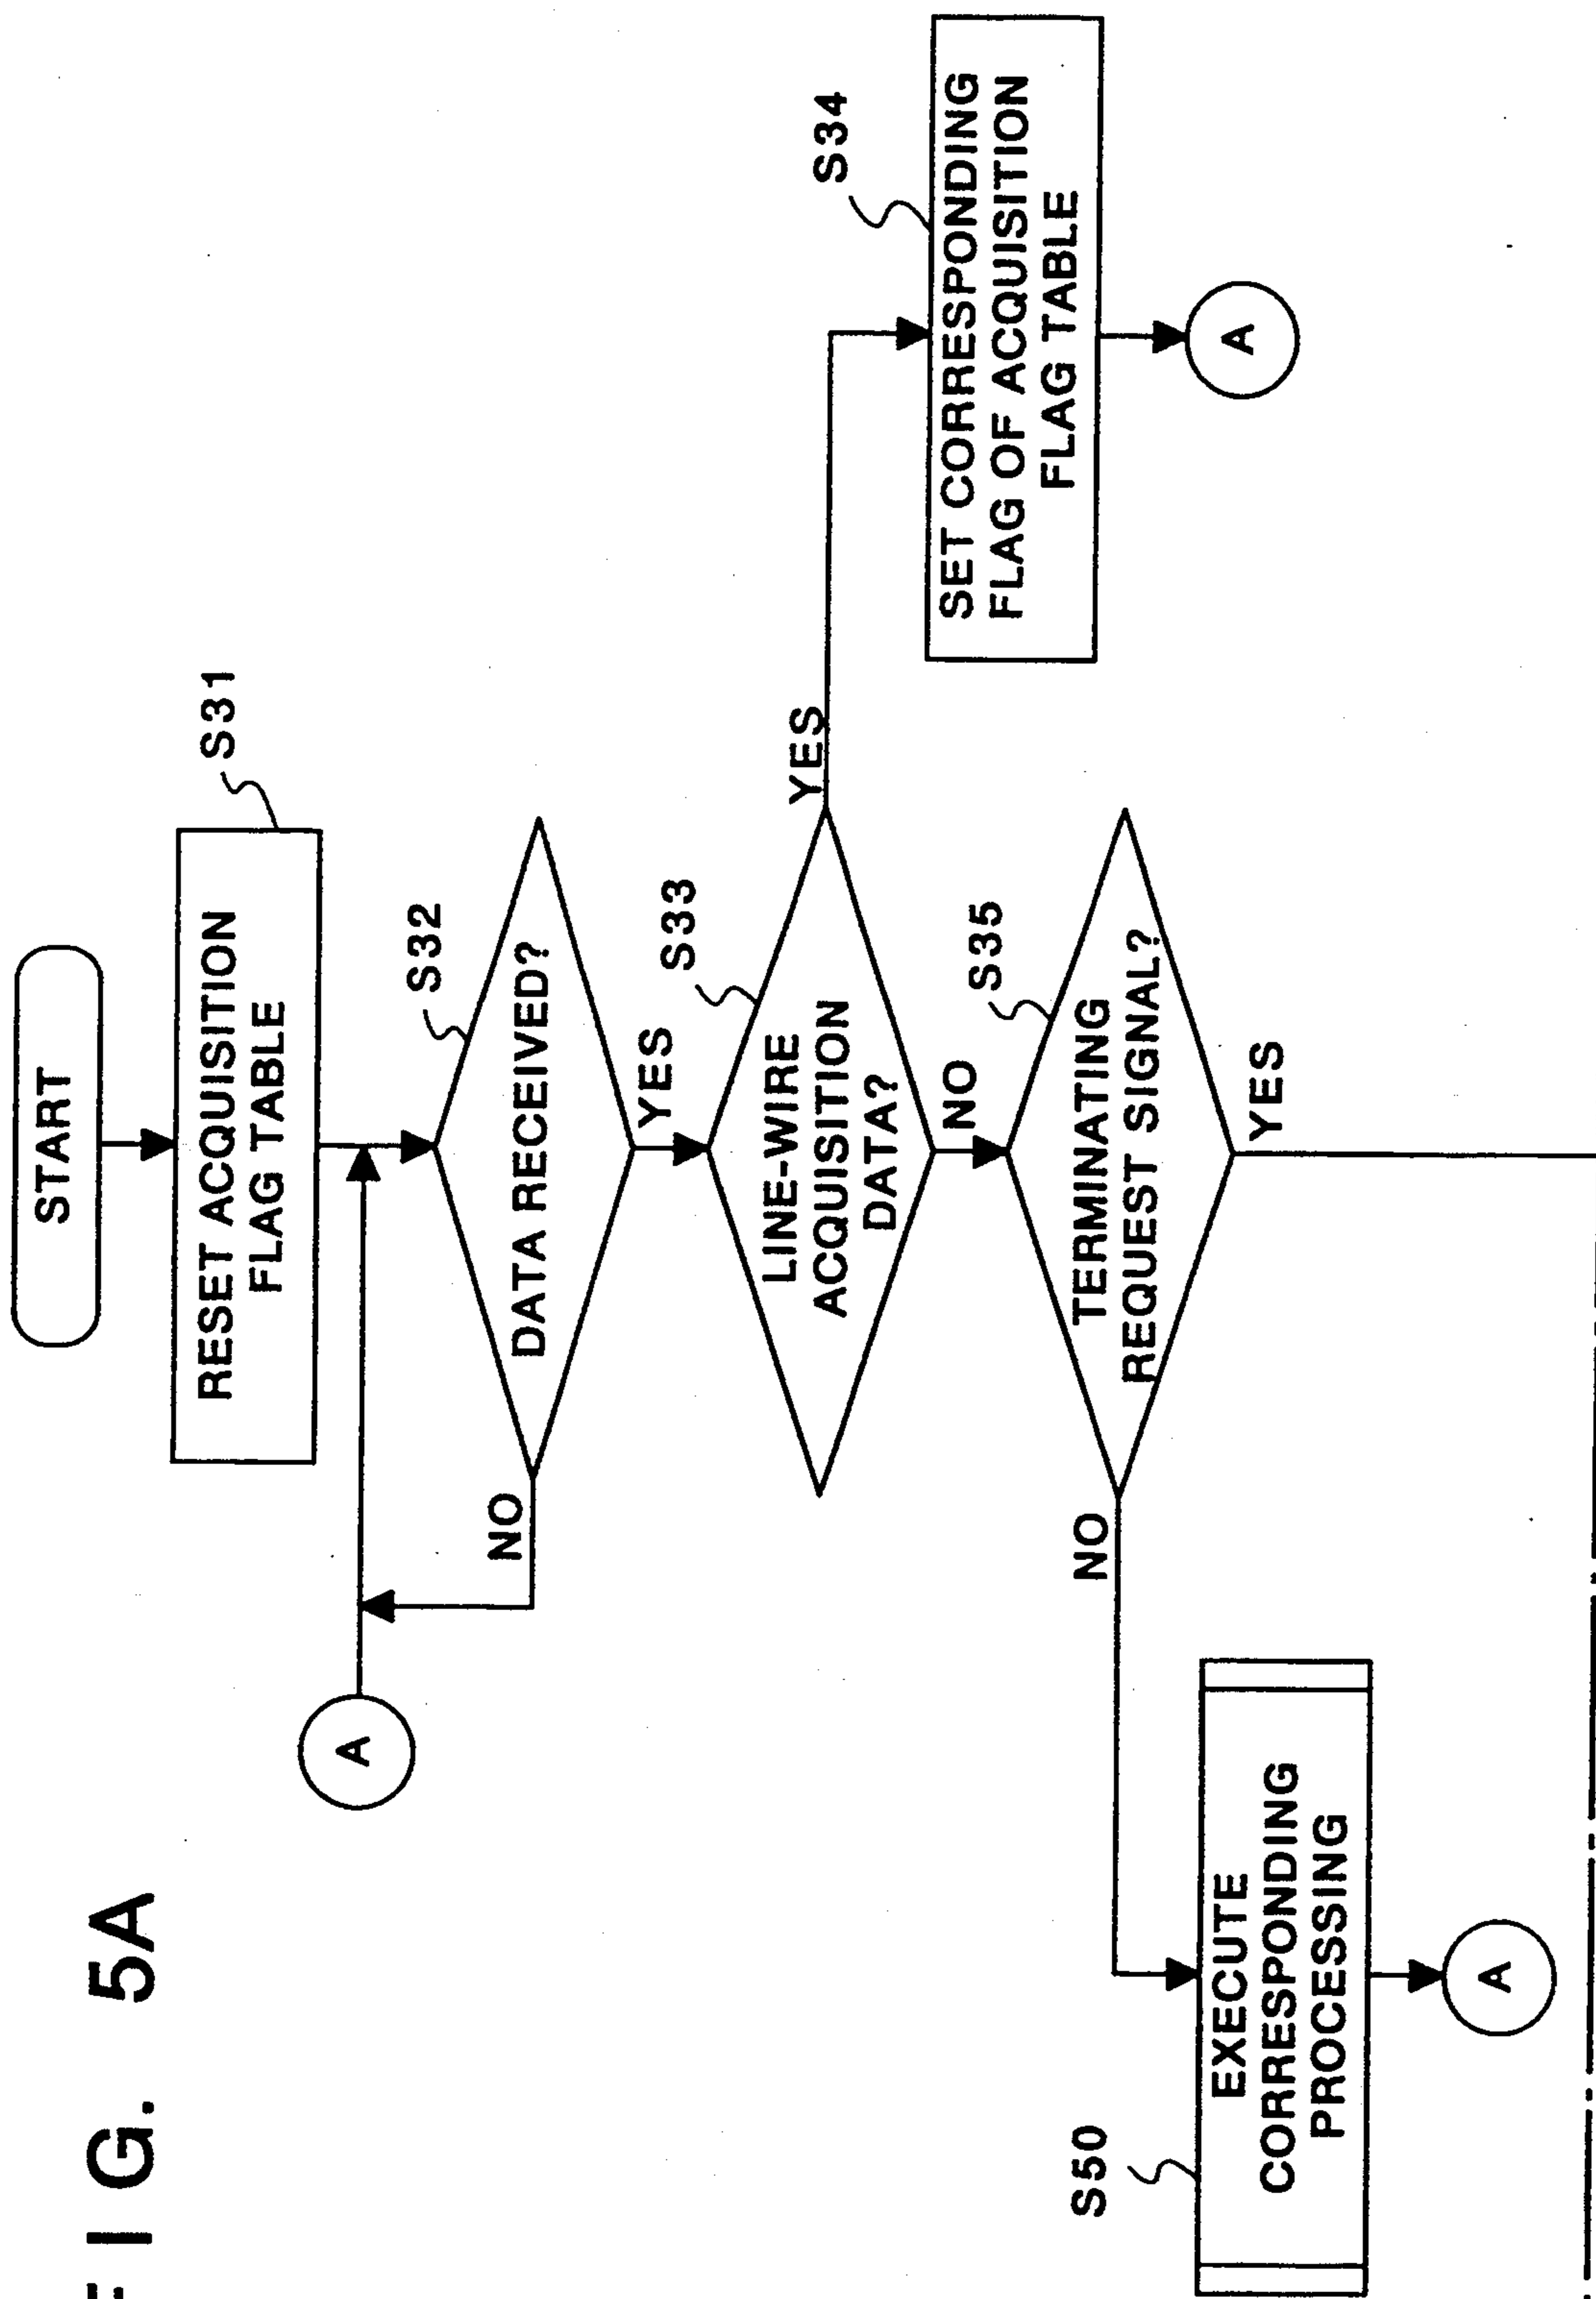 FIG. 5A
START
RESET ACQUISITION
FLAG TABLE
S31
A
DATA RECEIVED?
S32
NO
YES
LINE-WIRE
ACQUISITION
DATA?
S33
YES
NO
SET CORRESPONDING
FLAG OF ACQUISITION
FLAG TABLE
S34
A
TERMINATING
REQUEST SIGNAL?
S35
NO
YES
EXECUTE
CORRESPONDING
PROCESSING
S50
A